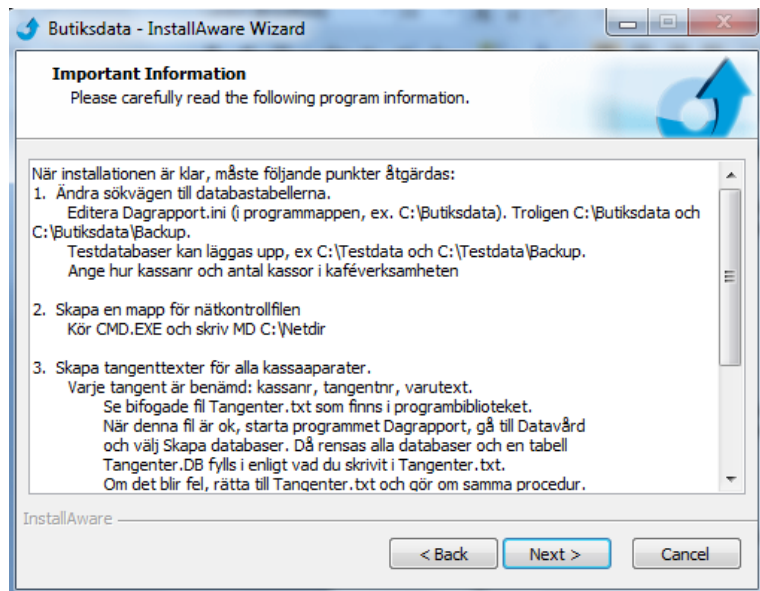 Butiksdata - InstallAware Wizard
Important Information
Please carefully read the following program information.
När installationen är klar, måste följande punkter åtgärdas:
1. Ändra sökvägen till databastabellerna.
Editera Dagrapport.ini (i programmappen, ex. C:\Butiksdata). Troligen C:\Butiksdata och
C:\Butiksdata\Backup.
Testdatabaser kan läggas upp, ex C:\Testdata och C:\Testdata\Backup.
Ange hur kassanr och antal kassor i kaféverksamheten
2. Skapa en mapp för nätkontrollfilen
Kör CMD.EXE och skriv MD C:\Netdir
3. Skapa tangenttexter för alla kassaaparater.
Varje tangent är benämd: kassanr, tangentnr, varutext.
Se bifogade fil Tangenter.txt som finns i programbiblioteket.
När denna fil är ok, starta programmet Dagrapport, gå till Datavård
och välj Skapa databaser. Då rensas alla databaser och en tabell
Tangenter.DB fylls i enligt vad du skrivit i Tangenter.txt.
Om det blir fel, rätta till Tangenter.txt och gör om samma procedur.
InstallAware
< Back Next > Cancel